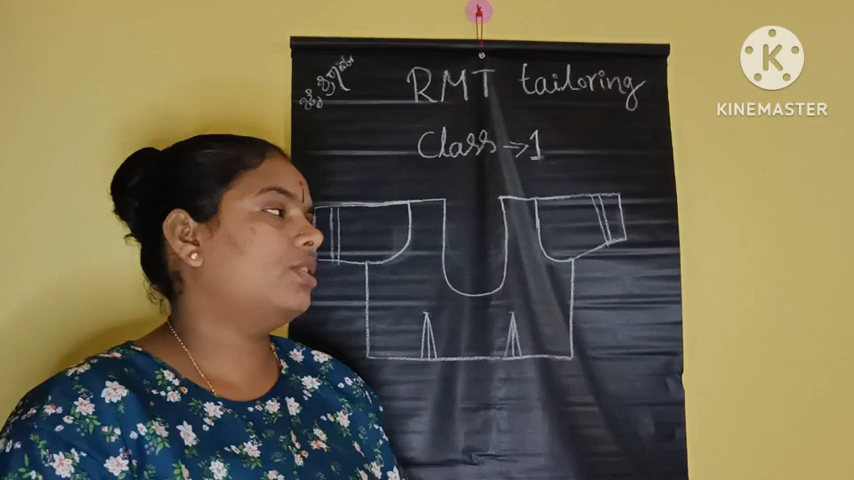 RMT tailoring
Class → 1
K
KINEMASTER